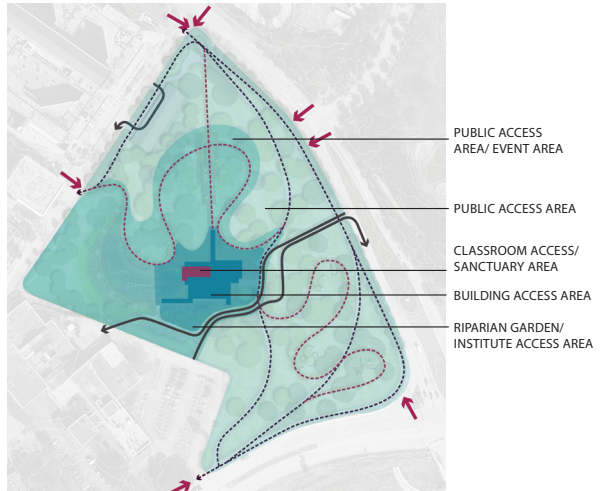 PUBLIC ACCESS
AREA/ EVENT AREA
PUBLIC ACCESS AREA
CLASSROOM ACCESS/
SANCTUARY AREA
BUILDING ACCESS AREA
RIPARIAN GARDEN/
INSTITUTE ACCESS AREA